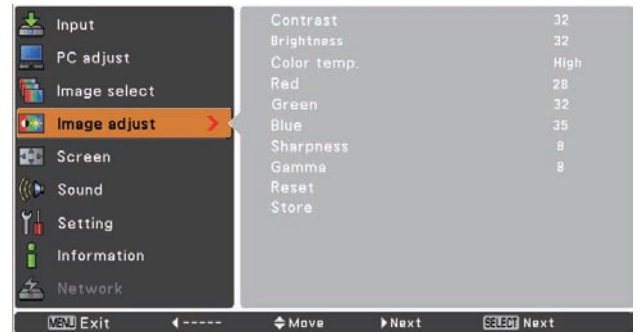 Input
PC adjust
Image select
Image adjust
Screen
Sound
Setting
Information
Network
Contrast 32
Brightness 32
Color temp. High
Red 28
Green 32
Blue 35
Sharpness 8
Gamma 8
Reset
Store
MENU Exit ◀----- Move ▶Next SELECT Next